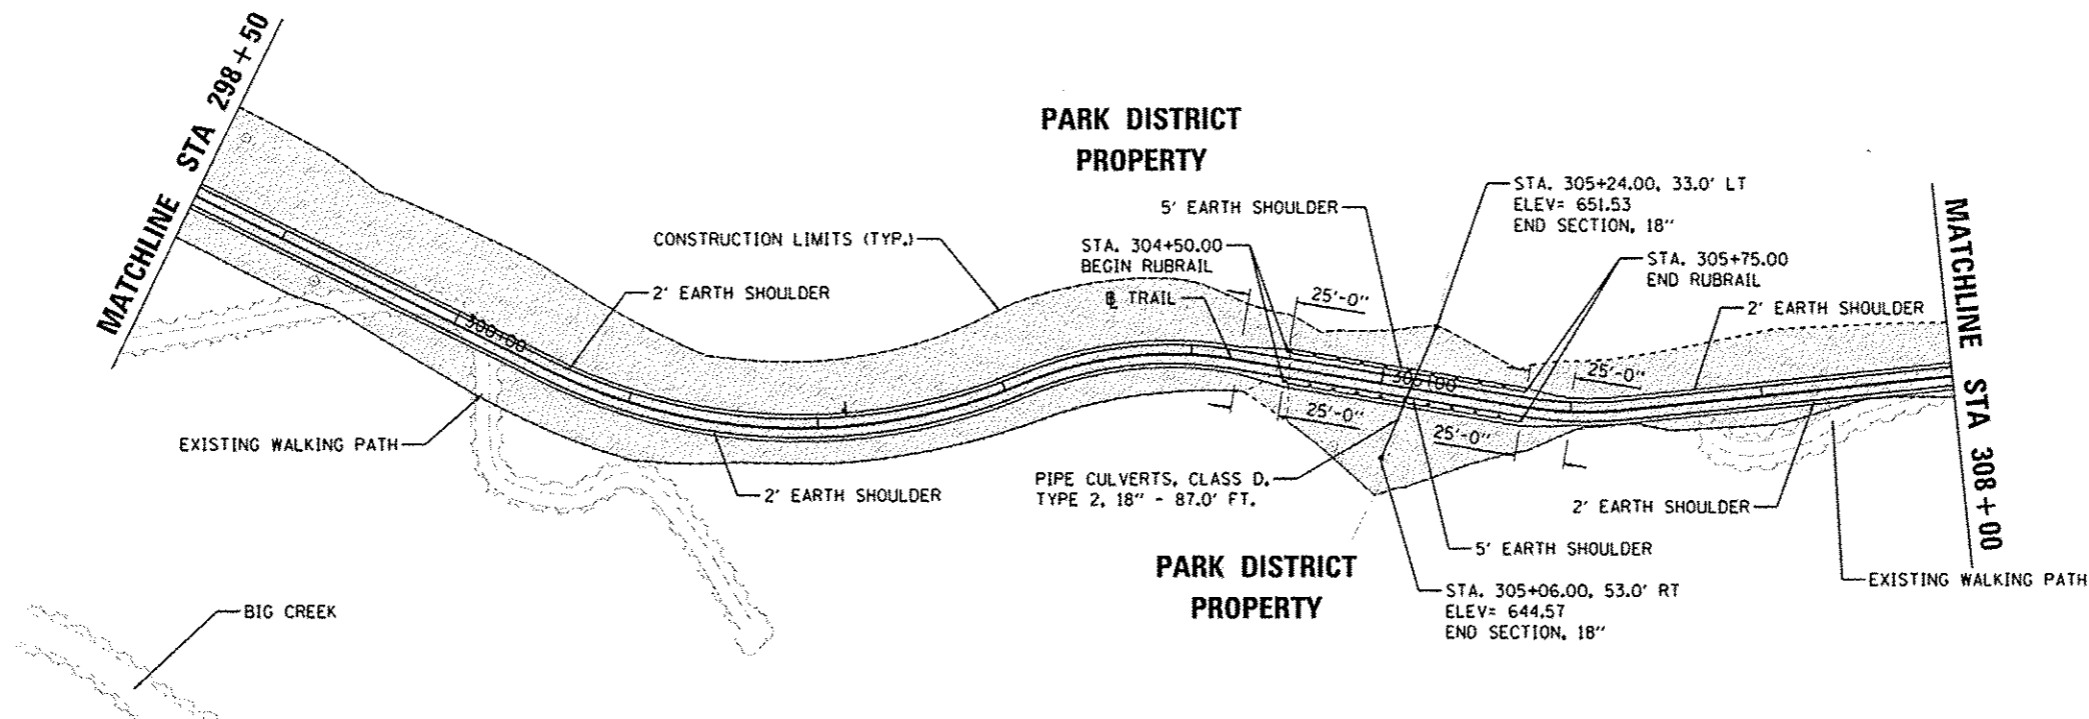 MATCHLINE STA 298+50
PARK DISTRICT
PROPERTY
CONSTRUCTION LIMITS (TYP.)
2' EARTH SHOULDER
300+00
EXISTING WALKING PATH
2' EARTH SHOULDER
BIG CREEK
5' EARTH SHOULDER
STA. 304+50.00
BEGIN RUBRAIL
℄ TRAIL
25'-0"
STA. 305+24.00, 33.0' LT
ELEV= 651.53
END SECTION, 18"
STA. 305+75.00
END RUBRAIL
2' EARTH SHOULDER
305+00
25'-0"
25'-0"
25'-0"
PIPE CULVERTS, CLASS D,
TYPE 2, 18" - 87.0' FT.
2' EARTH SHOULDER
5' EARTH SHOULDER
PARK DISTRICT
PROPERTY
STA. 305+06.00, 53.0' RT
ELEV= 644.57
END SECTION, 18"
EXISTING WALKING PATH
MATCHLINE STA 308+00